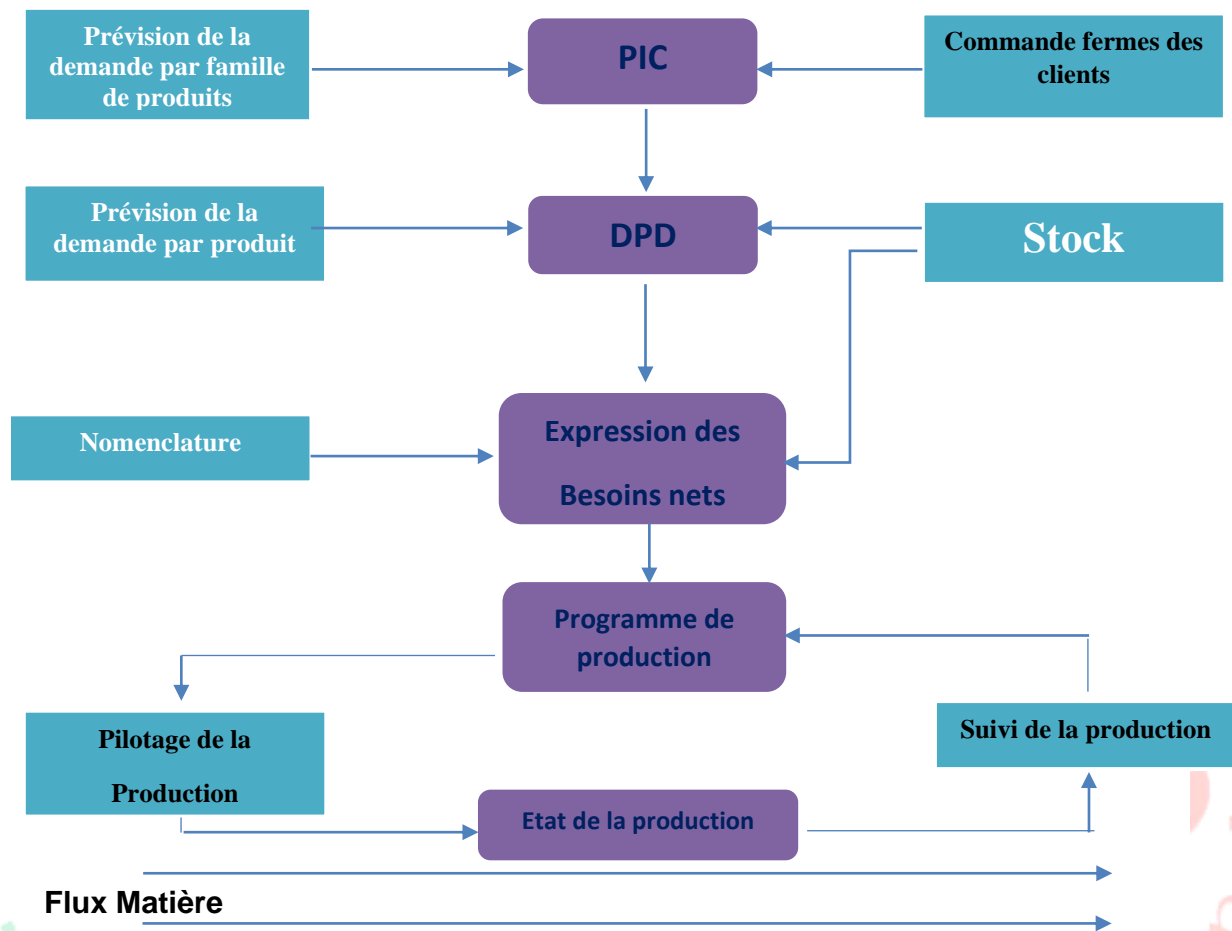 Prévision de la
demande par famille
de produits
PIC
Commande fermes des
clients
Prévision de la
demande par produit
DPD
Stock
Nomenclature
Expression des
Besoins nets
Programme de
production
Pilotage de la
Production
Suivi de la production
Etat de la production
Flux Matière